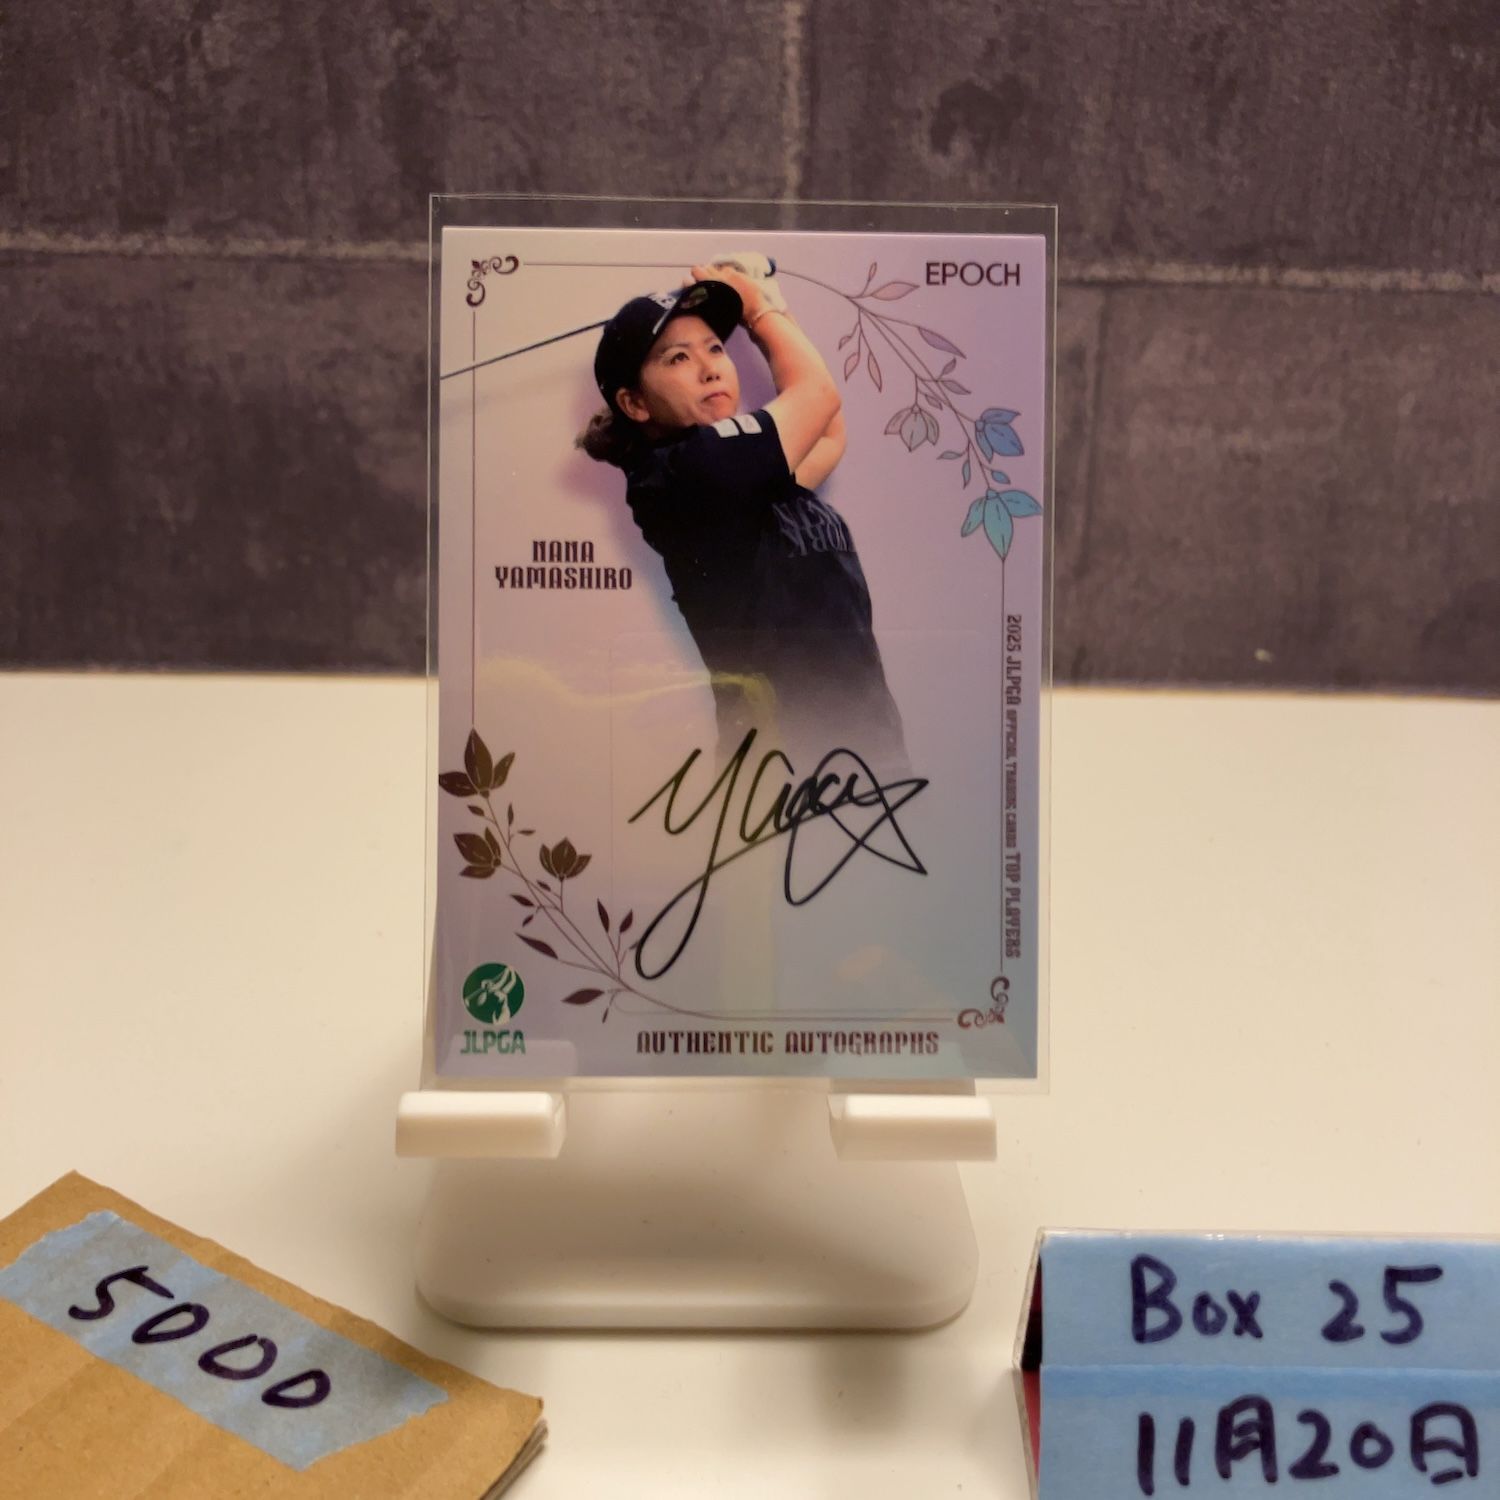 EPOCH
NANA
YAMASHIRO
2025 JLPGA OFFICIAL TRADING CARDS TOP PLAYERS
JLPGA
AUTHENTIC AUTOGRAPHS
5000
Box 25
11月20日